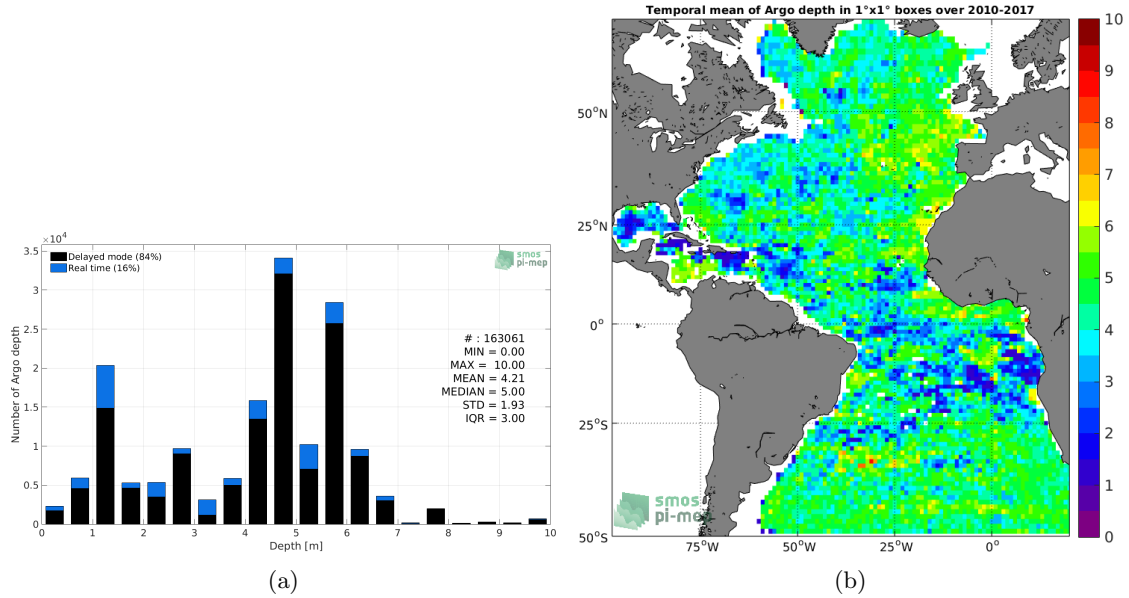 ×10⁴
3.5
3
2.5
2
1.5
1
0.5
0
Number of Argo depth
Delayed mode (84%)
Real time (16%)
smos
pi-mep
# : 163061
MIN = 0.00
MAX = 10.00
MEAN = 4.21
MEDIAN = 5.00
STD = 1.93
IQR = 3.00
0 1 2 3 4 5 6 7 8 9 10
Depth [m]
(a)
Temporal mean of Argo depth in 1°x1° boxes over 2010-2017
50°N
25°N
0°
25°S
50°S
75°W 50°W 25°W 0°
smos
pi-mep
10
9
8
7
6
5
4
3
2
1
0
(b)